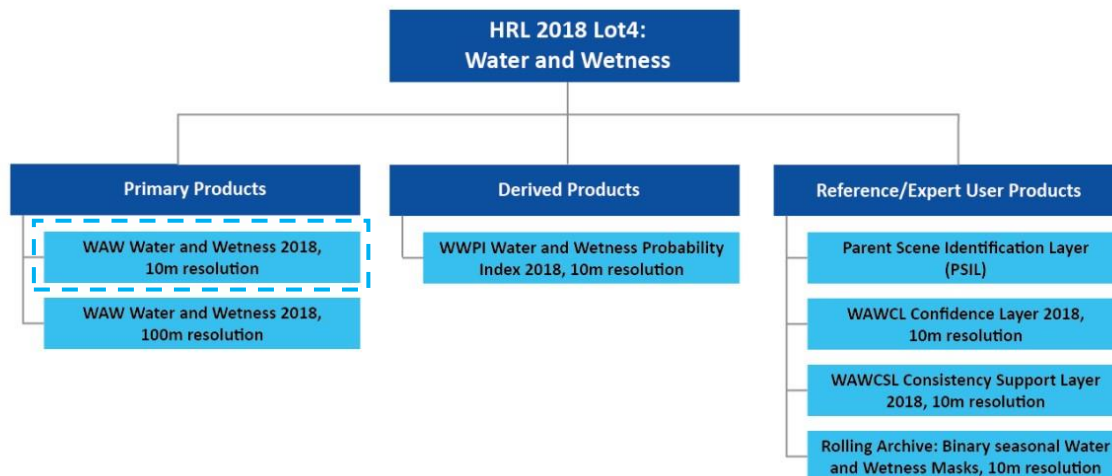 HRL 2018 Lot4:
Water and Wetness
Primary Products
WAW Water and Wetness 2018,
10m resolution
WAW Water and Wetness 2018,
100m resolution
Derived Products
WWPI Water and Wetness Probability
Index 2018, 10m resolution
Reference/Expert User Products
Parent Scene Identification Layer
(PSIL)
WAWCL Confidence Layer 2018,
10m resolution
WAWCSL Consistency Support Layer
2018, 10m resolution
Rolling Archive: Binary seasonal Water
and Wetness Masks, 10m resolution